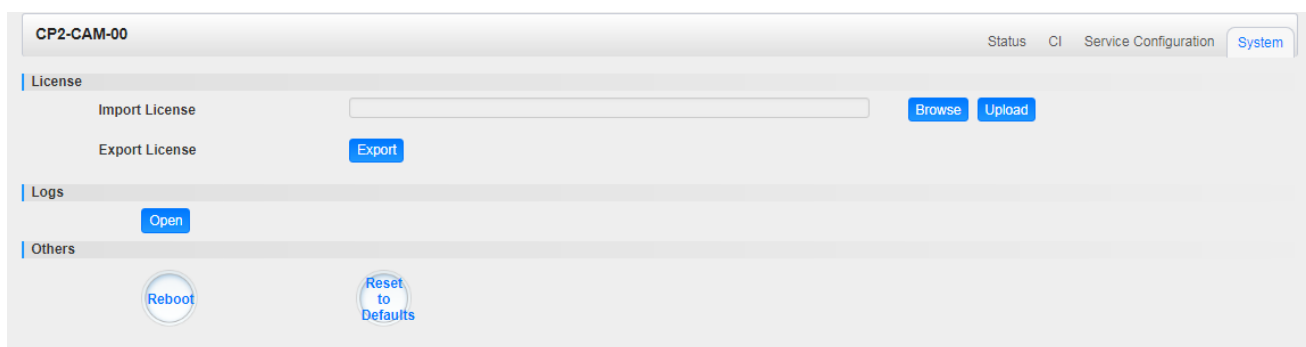 CP2-CAM-00
Status CI Service Configuration System
License
Import License Browse Upload
Export License Export
Logs
Open
Others
Reboot
Reset
to
Defaults